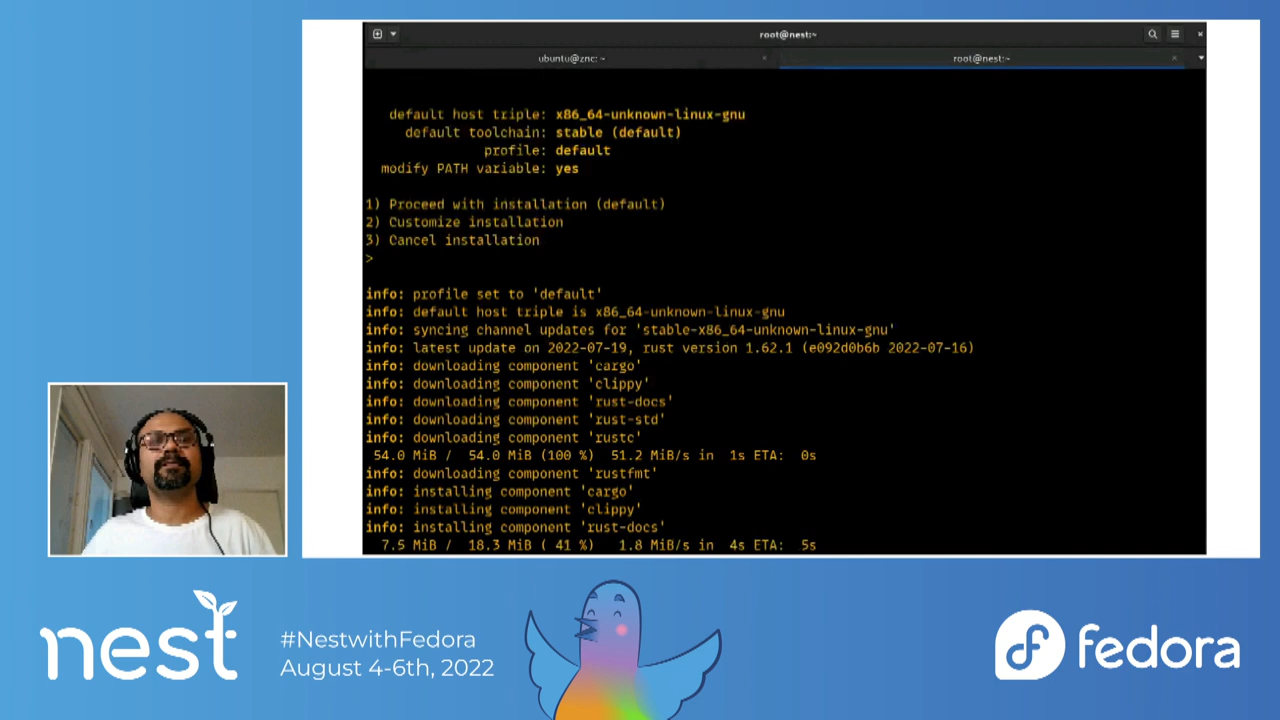 root@nest:~
ubuntu@znc: ~
root@nest:~
default host triple: x86_64-unknown-linux-gnu
default toolchain: stable (default)
profile: default
modify PATH variable: yes
1) Proceed with installation (default)
2) Customize installation
3) Cancel installation
>
info: profile set to 'default'
info: default host triple is x86_64-unknown-linux-gnu
info: syncing channel updates for 'stable-x86_64-unknown-linux-gnu'
info: latest update on 2022-07-19, rust version 1.62.1 (e092d0b6b 2022-07-16)
info: downloading component 'cargo'
info: downloading component 'clippy'
info: downloading component 'rust-docs'
info: downloading component 'rust-std'
info: downloading component 'rustc'
54.0 MiB / 54.0 MiB (100 %) 51.2 MiB/s in 1s ETA: 0s
info: downloading component 'rustfmt'
info: installing component 'cargo'
info: installing component 'clippy'
info: installing component 'rust-docs'
7.5 MiB / 18.3 MiB ( 41 %) 1.8 MiB/s in 4s ETA: 5s
nest
#NestwithFedora
August 4-6th, 2022
fedora